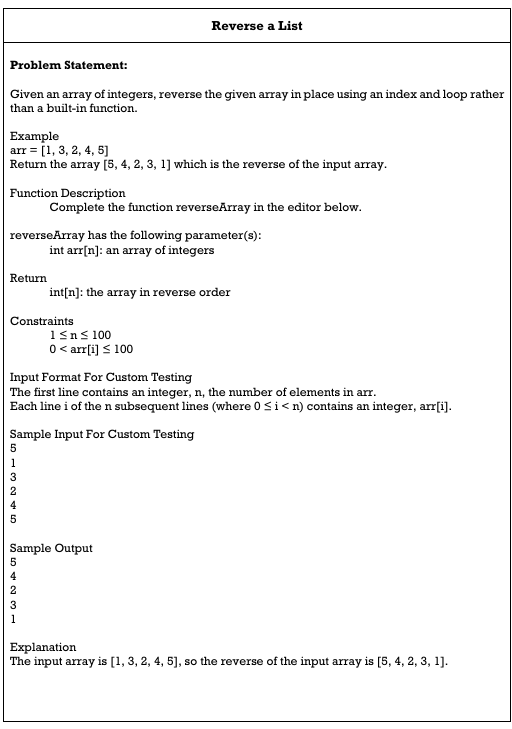 Reverse a List
Problem Statement:
Given an array of integers, reverse the given array in place using an index and loop rather
than a built-in function.
Example
arr = [1, 3, 2, 4, 5]
Return the array [5, 4, 2, 3, 1] which is the reverse of the input array.
Function Description
Complete the function reverseArray in the editor below.
reverseArray has the following parameter(s):
int arr[n]: an array of integers
Return
int[n]: the array in reverse order
Constraints
1 ≤ n ≤ 100
0 < arr[i] ≤ 100
Input Format For Custom Testing
The first line contains an integer, n, the number of elements in arr.
Each line i of the n subsequent lines (where 0 ≤ i < n) contains an integer, arr[i].
Sample Input For Custom Testing
5
1
3
2
4
5
Sample Output
5
4
2
3
1
Explanation
The input array is [1, 3, 2, 4, 5], so the reverse of the input array is [5, 4, 2, 3, 1].